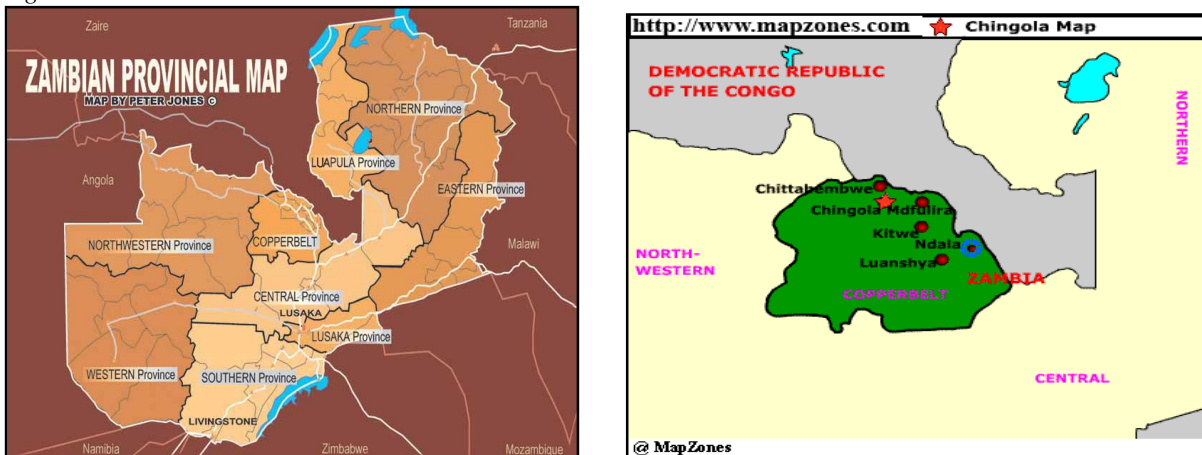 Zaire
Tanzania
ZAMBIAN PROVINCIAL MAP
MAP BY PETER JONES ©
NORTHERN Province
LUAPULA Province
Angola
EASTERN Province
NORTHWESTERN Province
COPPERBELT
Malawi
CENTRAL Province
LUSAKA
LUSAKA Province
WESTERN Province
SOUTHERN Province
LIVINGSTONE
Namibia
Zimbabwe
Mozambique
http://www.mapzones.com
Chingola Map
DEMOCRATIC REPUBLIC
OF THE CONGO
NORTHERN
Chittabembwe
Chingola Mdfulira
Kitwe
Ndala
NORTH-
WESTERN
Luanshya
ZAMBIA
COPPERBELT
CENTRAL
@ MapZones